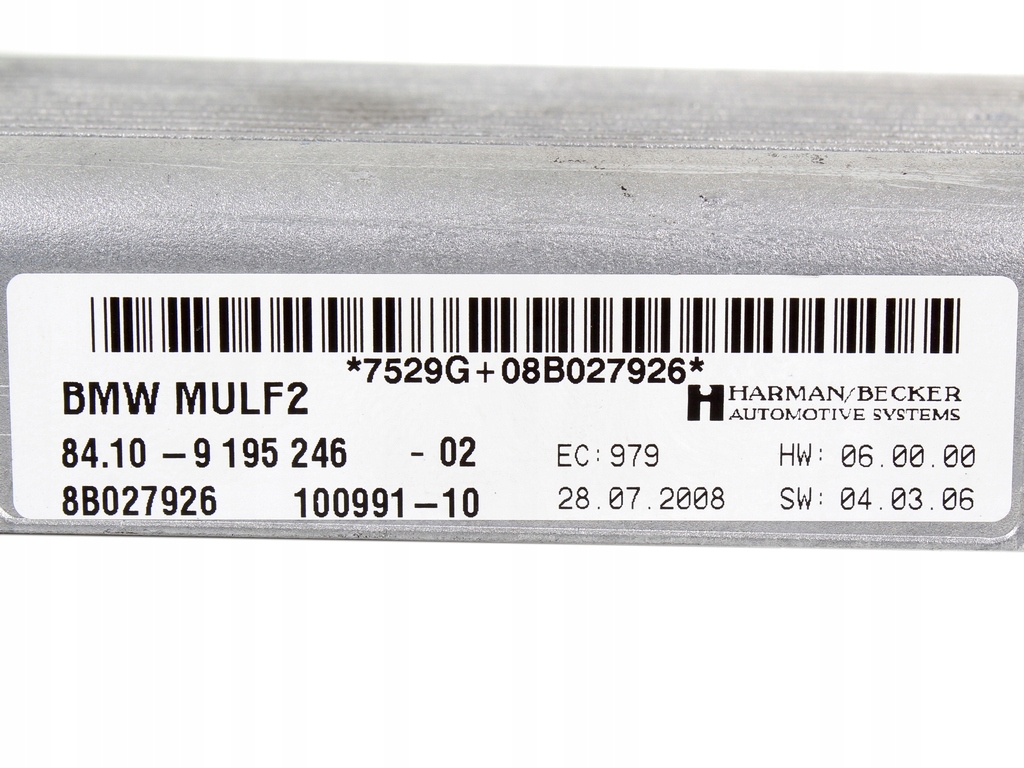 *7529G+08B027926*
BMW MULF2
HARMAN/BECKER
AUTOMOTIVE SYSTEMS
84.10 -9 195 246 - 02 EC: 979 HW: 06.00.00
8B027926 100991-10 28.07.2008 SW: 04.03.06